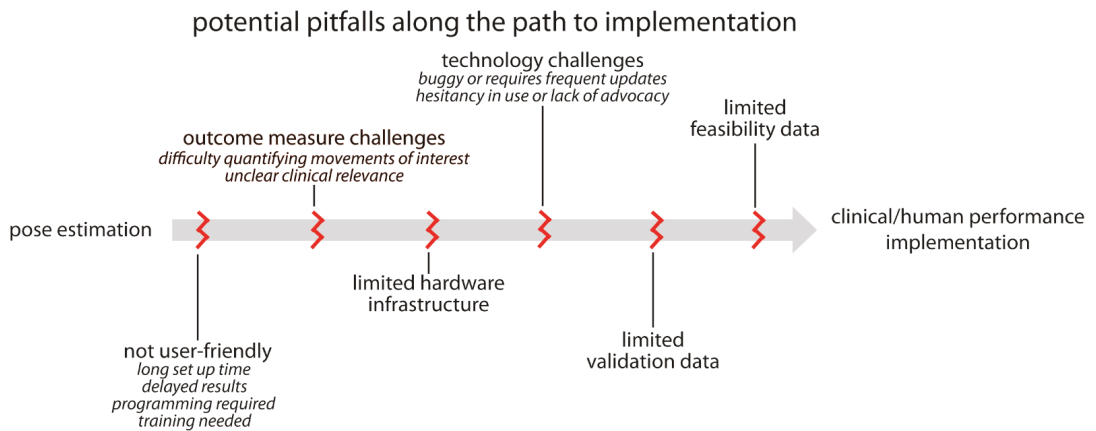 potential pitfalls along the path to implementation
technology challenges
buggy or requires frequent updates
hesitancy in use or lack of advocacy
limited
feasibility data
outcome measure challenges
difficulty quantifying movements of interest
unclear clinical relevance
pose estimation
clinical/human performance
implementation
limited hardware
infrastructure
not user-friendly
long set up time
delayed results
programming required
training needed
limited
validation data